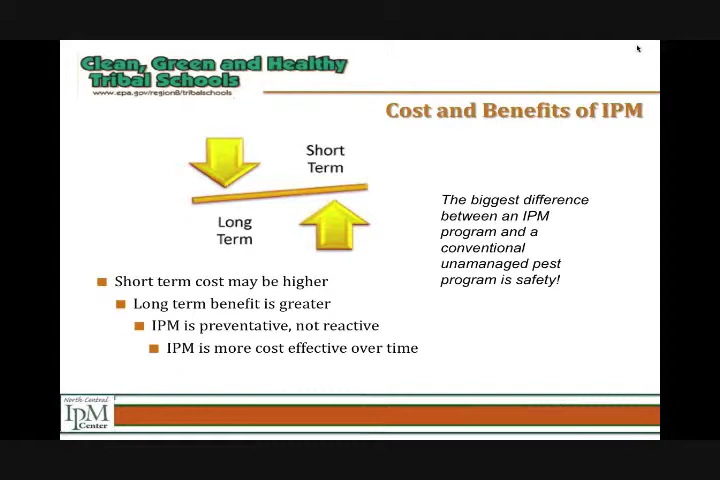 Clean, Green and Healthy
Tribal Schools
www.epa.gov/region8/tribalschools
Cost and Benefits of IPM
Short
Term
Long
Term
The biggest difference
between an IPM
program and a
conventional
unamanaged pest
program is safety!
Short term cost may be higher
Long term benefit is greater
IPM is preventative, not reactive
IPM is more cost effective over time
North Central
IPM
Center